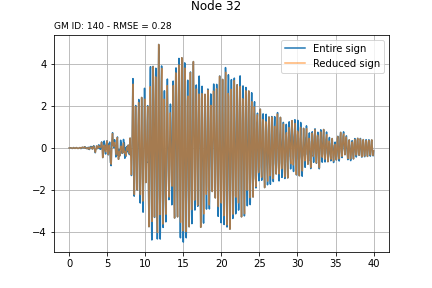 Node 32
GM ID: 140 - RMSE = 0.28
Entire sign
Reduced sign
4
2
0
−2
−4
0 5 10 15 20 25 30 35 40